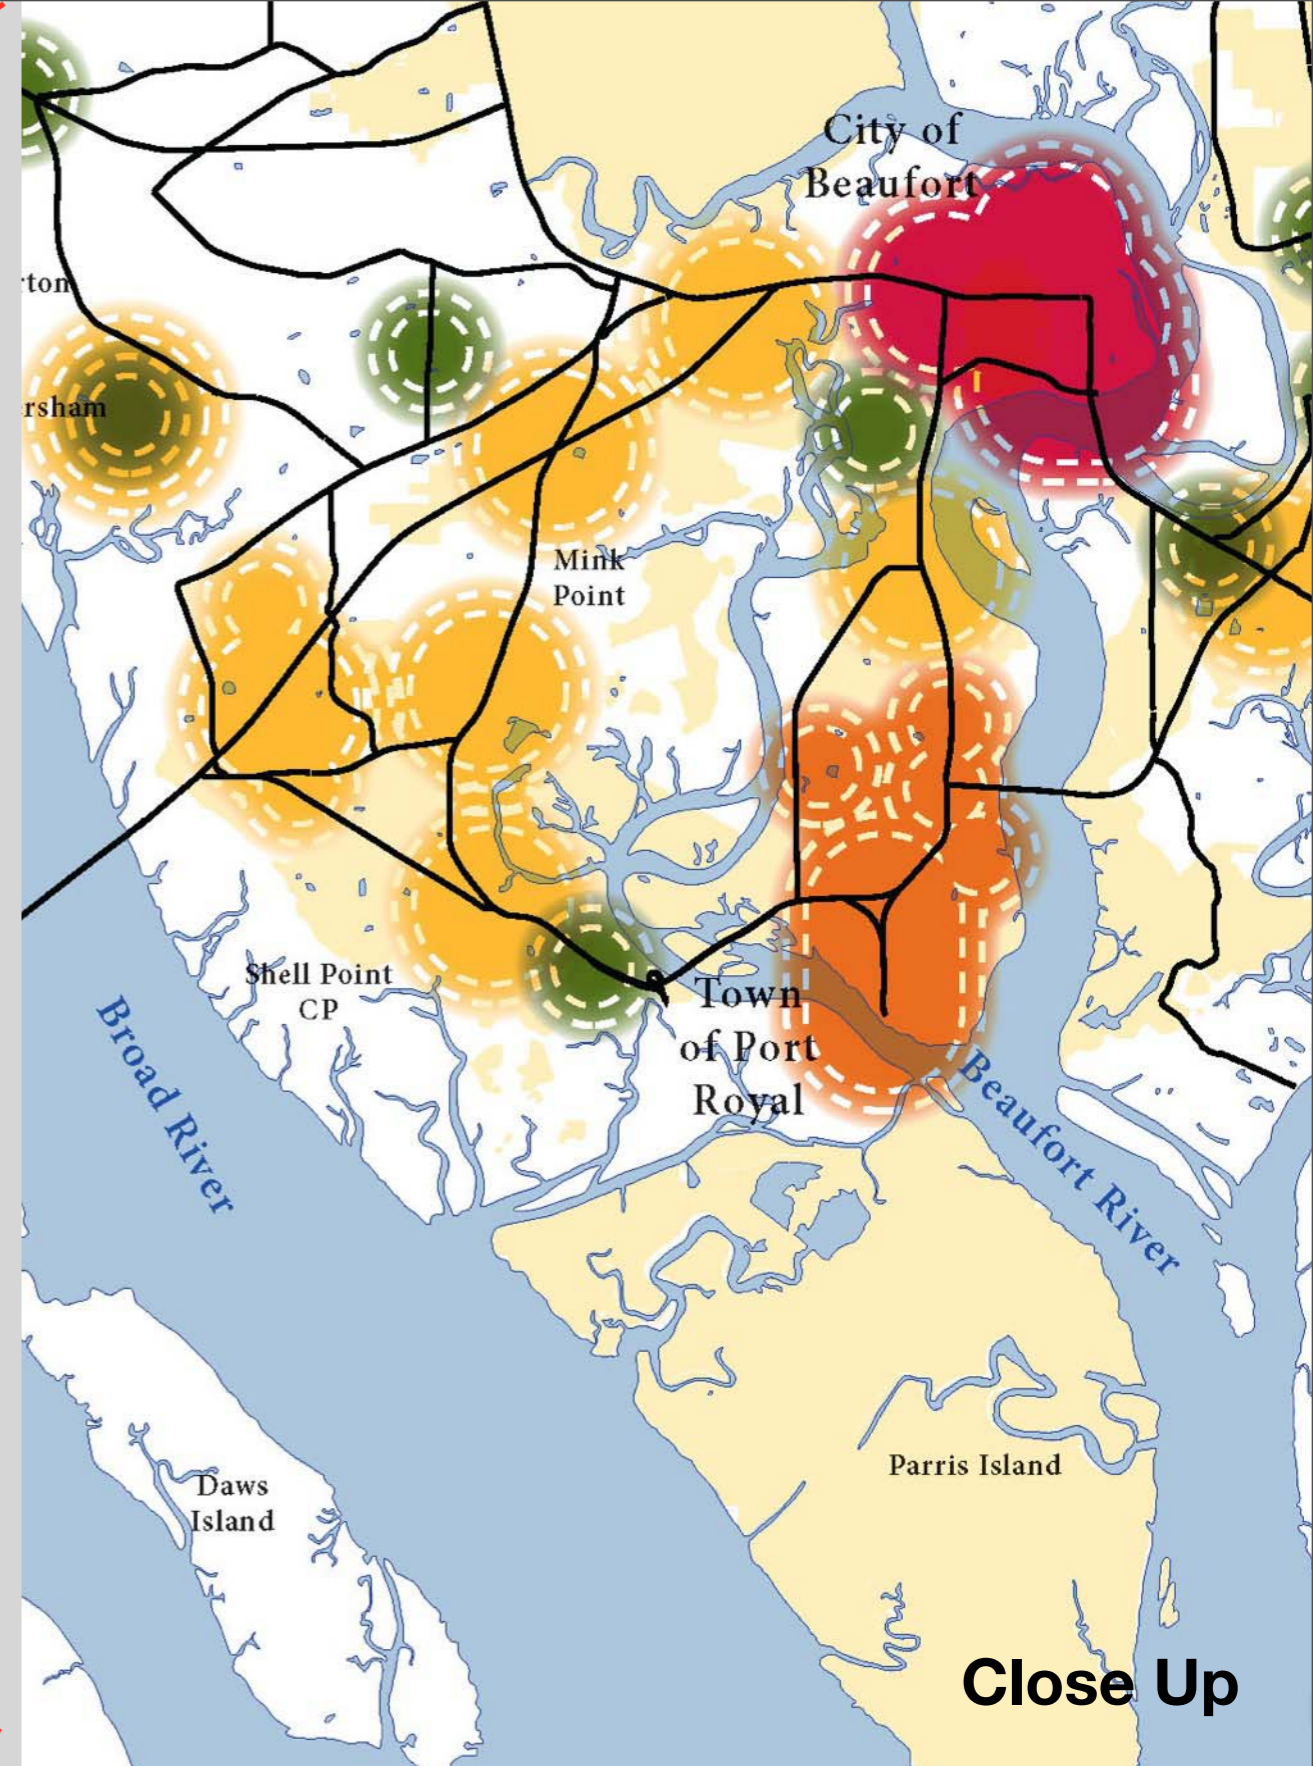 City of
Beaufort
rton
rsham
Mink
Point
Shell Point
CP
Town
of Port
Royal
Broad River
Beaufort River
Parris Island
Daws
Island
Close Up